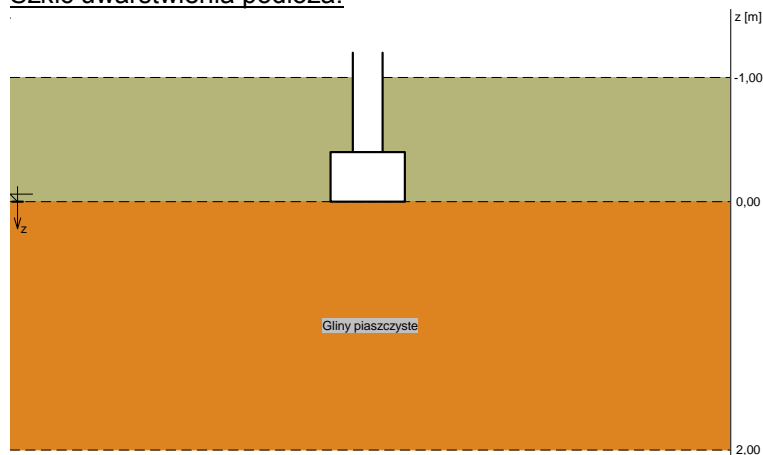 Szkic uwarstwienia podłoża:
z [m]
-1,00
0,00
z
Gliny piaszczyste
2,00